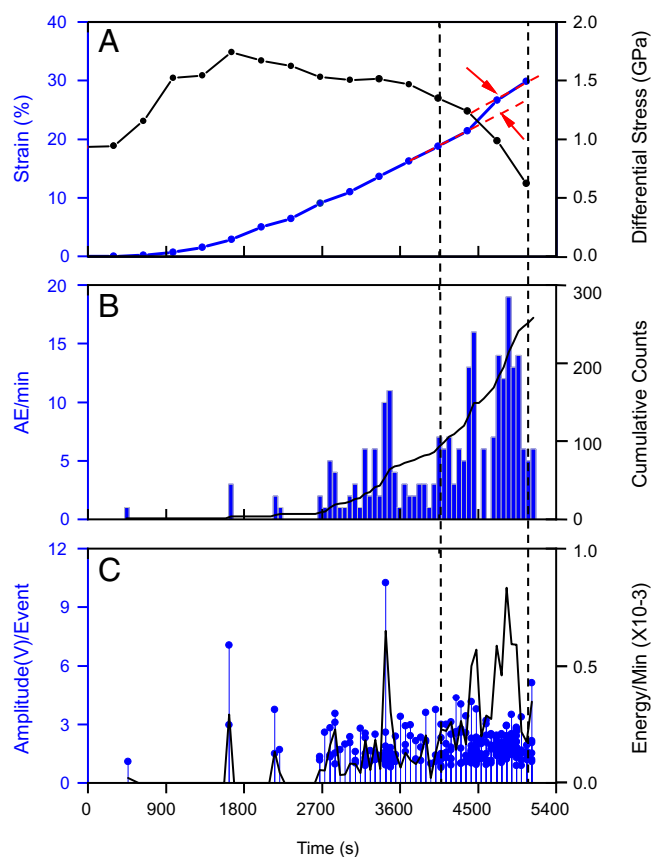 A
40
30
20
10
0
Strain (%)
2.0
1.5
1.0
0.5
0.0
Differential Stress (GPa)
B
20
15
10
5
0
AE/min
300
200
100
0
Cumulative Counts
C
12
9
6
3
0
Amplitude(V)/Event
1.0
0.5
0.0
Energy/Min (X10-3)
0 900 1800 2700 3600 4500 5400
Time (s)